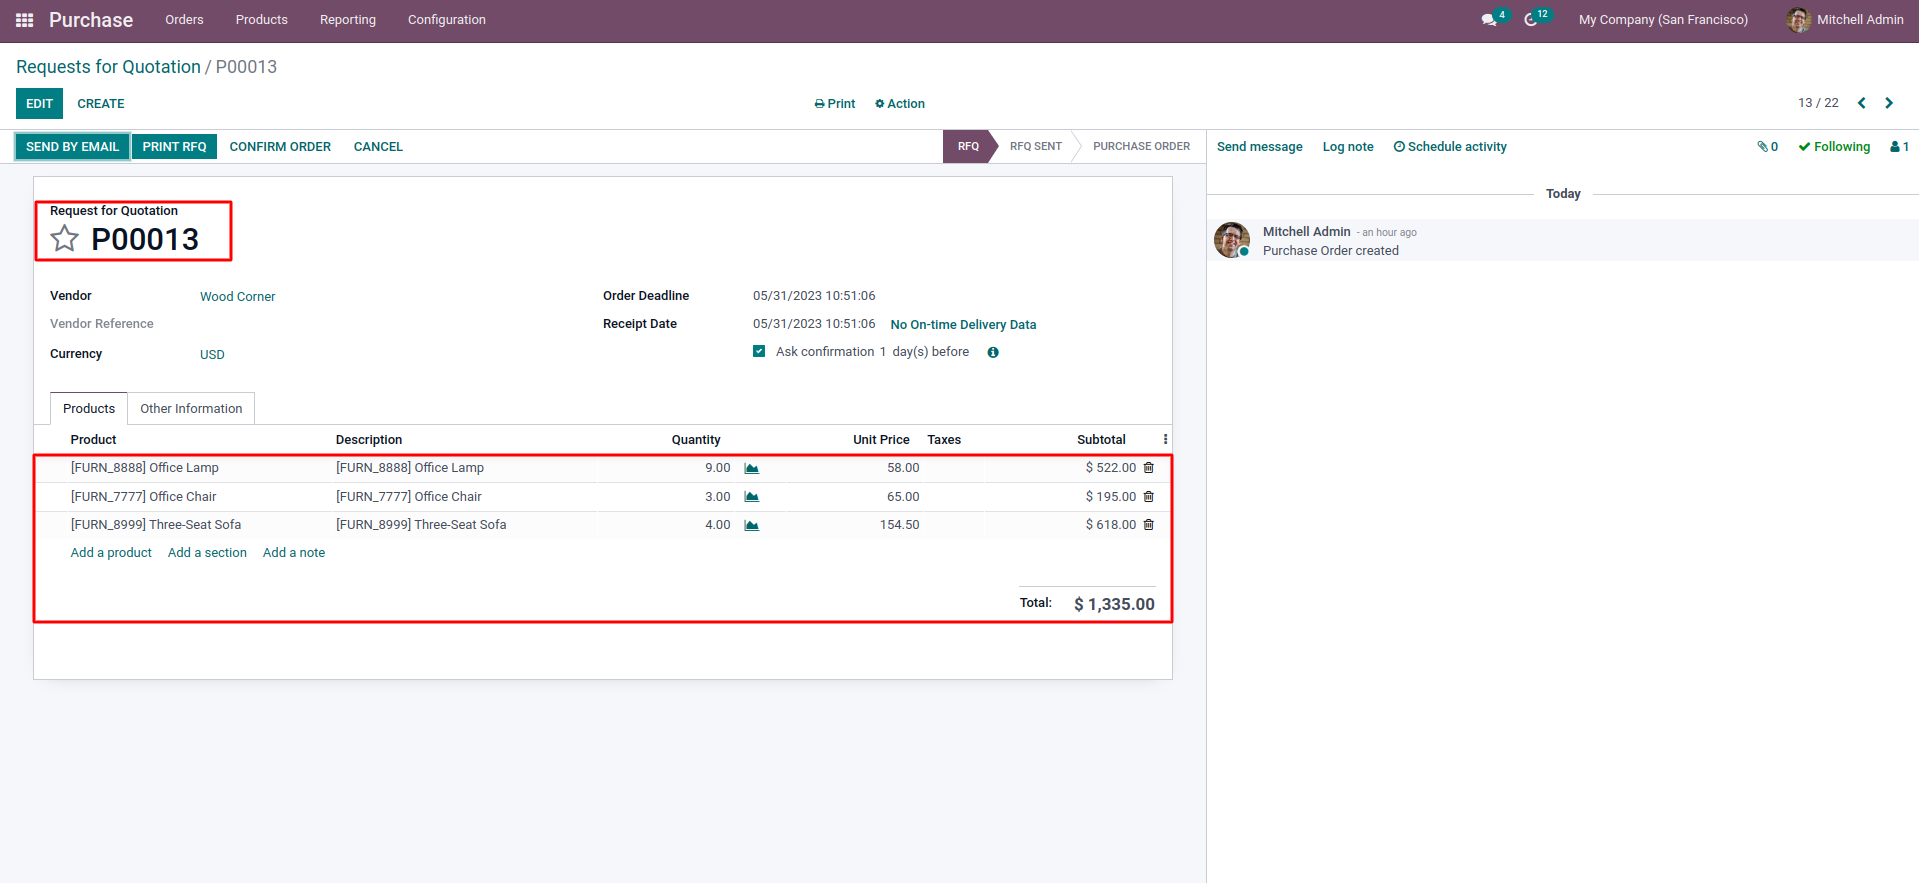 Purchase Orders Products Reporting Configuration 4 12 My Company (San Francisco) Mitchell Admin
Requests for Quotation / P00013
EDIT CREATE Print Action 13 / 22
SEND BY EMAIL PRINT RFQ CONFIRM ORDER CANCEL RFQ RFQ SENT PURCHASE ORDER
Send message Log note Schedule activity 0 Following 1
Today
Mitchell Admin - an hour ago
Purchase Order created
Request for Quotation
P00013
Vendor Wood Corner
Vendor Reference
Currency USD
Order Deadline 05/31/2023 10:51:06
Receipt Date 05/31/2023 10:51:06 No On-time Delivery Data
Ask confirmation 1 day(s) before
Products Other Information
Product Description Quantity Unit Price Taxes Subtotal
[FURN_8888] Office Lamp [FURN_8888] Office Lamp 9.00 58.00 $ 522.00
[FURN_7777] Office Chair [FURN_7777] Office Chair 3.00 65.00 $ 195.00
[FURN_8999] Three-Seat Sofa [FURN_8999] Three-Seat Sofa 4.00 154.50 $ 618.00
Add a product Add a section Add a note
Total: $ 1,335.00